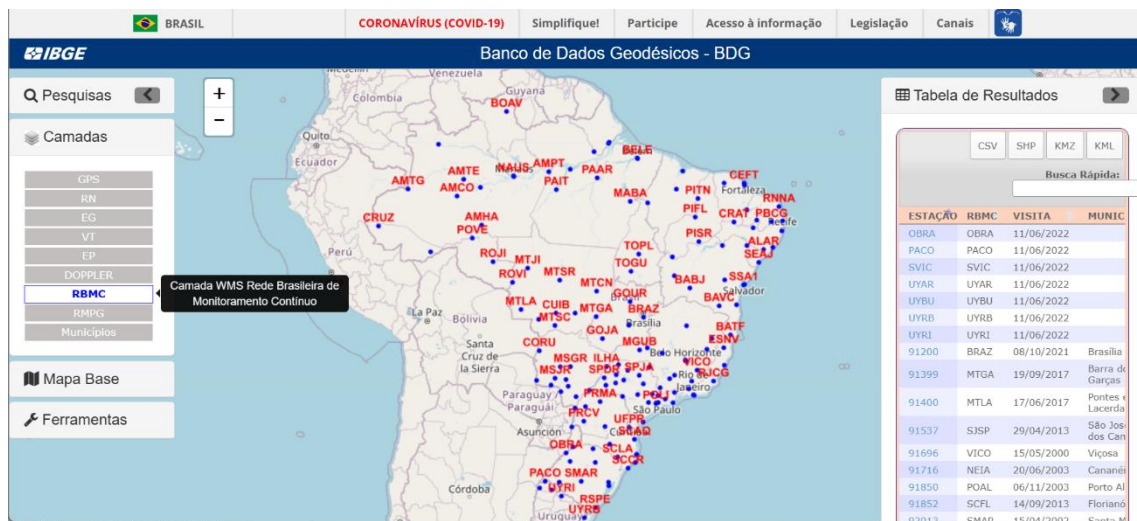 BRASIL CORONAVÍRUS (COVID-19) Simplifique! Participe Acesso à informação Legislação Canais
IBGE Banco de Dados Geodésicos - BDG
Pesquisas
Camadas
GPS
RN
EG
VT
EP
DOPPLER
RBMC
RMPG
Municípios
Camada WMS Rede Brasileira de
Monitoramento Contínuo
Mapa Base
Ferramentas
+
−
Venezuela
Colombia
Guyana
BOAV
Quito
Ecuador
BELE
AMTE
NAUS
AMPT
PAAR
AMTG
AMCO
PAIT
CEFT
Fortaleza
MABA
PITN
RNNA
CRUZ
AMHA
POVE
PIFL
CRAT
PBCG
Recife
Perú
PISR
ALAR
SEAJ
ROJI
MTJI
TOPL
TOGU
ROVI
MTSR
MTCN
BABJ
SSA1
Salvador
La Paz
Bolivia
MTLA
CUIB
MTSC
MTGA
GOUR
BRAZ
Brasília
BAVC
Santa
Cruz de
la Sierra
CORU
GOJA
MGUB
Belo Horizonte
BATF
ESNV
MSGR
ILHA
MSJR
SPDR
SPJA
VICO
Rio de
Janeiro
RJCG
Paraguay /
Paraguái
PRMA
POLI
São Paulo
PRCV
Asunción
UFPR
OBRA
SCLA
SCCR
PACO
SMAR
Córdoba
UYRI
RSPE
UYRB
Uruguay
Tabela de Resultados
CSV SHP KMZ KML
Busca Rápida:
ESTAÇÃO RBMC VISITA MUNIC
OBRA OBRA 11/06/2022
PACO PACO 11/06/2022
SVIC SVIC 11/06/2022
UYAR UYAR 11/06/2022
UYBU UYBU 11/06/2022
UYRB UYRB 11/06/2022
UYRI UYRI 11/06/2022
91200 BRAZ 08/10/2021 Brasília
91399 MTGA 19/09/2017 Barra do
Garças
91400 MTLA 17/06/2017 Pontes e
Lacerda
91537 SJSP 29/04/2013 São Jos
dos Can
91696 VICO 15/05/2000 Viçosa
91716 NEIA 20/06/2003 Cananéi
91850 POAL 06/11/2003 Porto Al
91852 SCFL 14/09/2013 Florianó